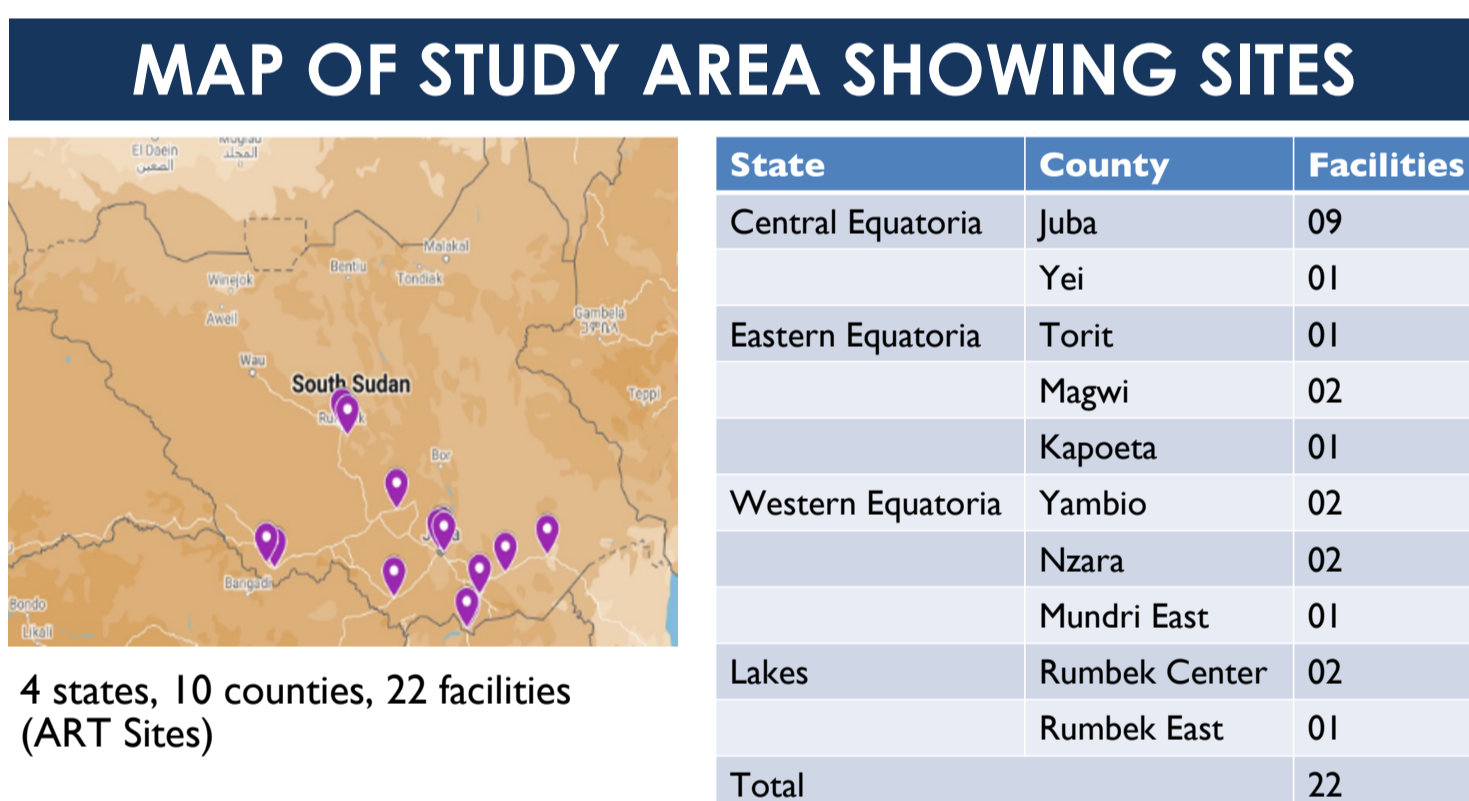 MAP OF STUDY AREA SHOWING SITES
El Daein
الضعين
المجلد
Malakal
Bentiu
Tondiak
Winejok
Aweil
Gambela
Wau
South Sudan
Teppi
Bor
Bangadi
Bondo
Likati
4 states, 10 counties, 22 facilities
(ART Sites)
State County Facilities
Central Equatoria Juba 09
Yei 01
Eastern Equatoria Torit 01
Magwi 02
Kapoeta 01
Western Equatoria Yambio 02
Nzara 02
Mundri East 01
Lakes Rumbek Center 02
Rumbek East 01
Total 22